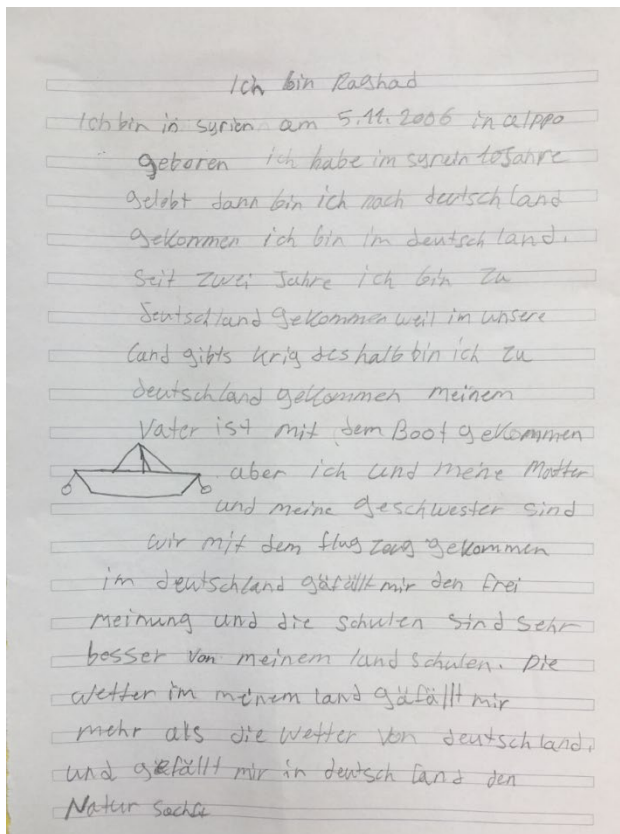 Ich bin Rashad
Ich bin in syrien am 5.11.2006 in alppo
geboren ich habe im syrein 10 Jahre
gelebt dann bin ich nach deutschland
gekommen ich bin im deutschland.
seit zwei Jahre ich bin zu
deutschland gekommen weil im unsere
land gibts krig deshalb bin ich zu
deutschland gekommen meinem
Vater ist mit dem Boot gekommen
aber ich und meine Mutter
und meine geschwester sind
wir mit dem flug zeug gekommen
im deutschland gäfällt mir den frei
meinung und die schulen sind sehr
besser von meinem land schulen. Die
wetter im meinem land gäfällt mir
mehr als die wetter von deutschland.
und gefällt mir in deutsch land den
Natur